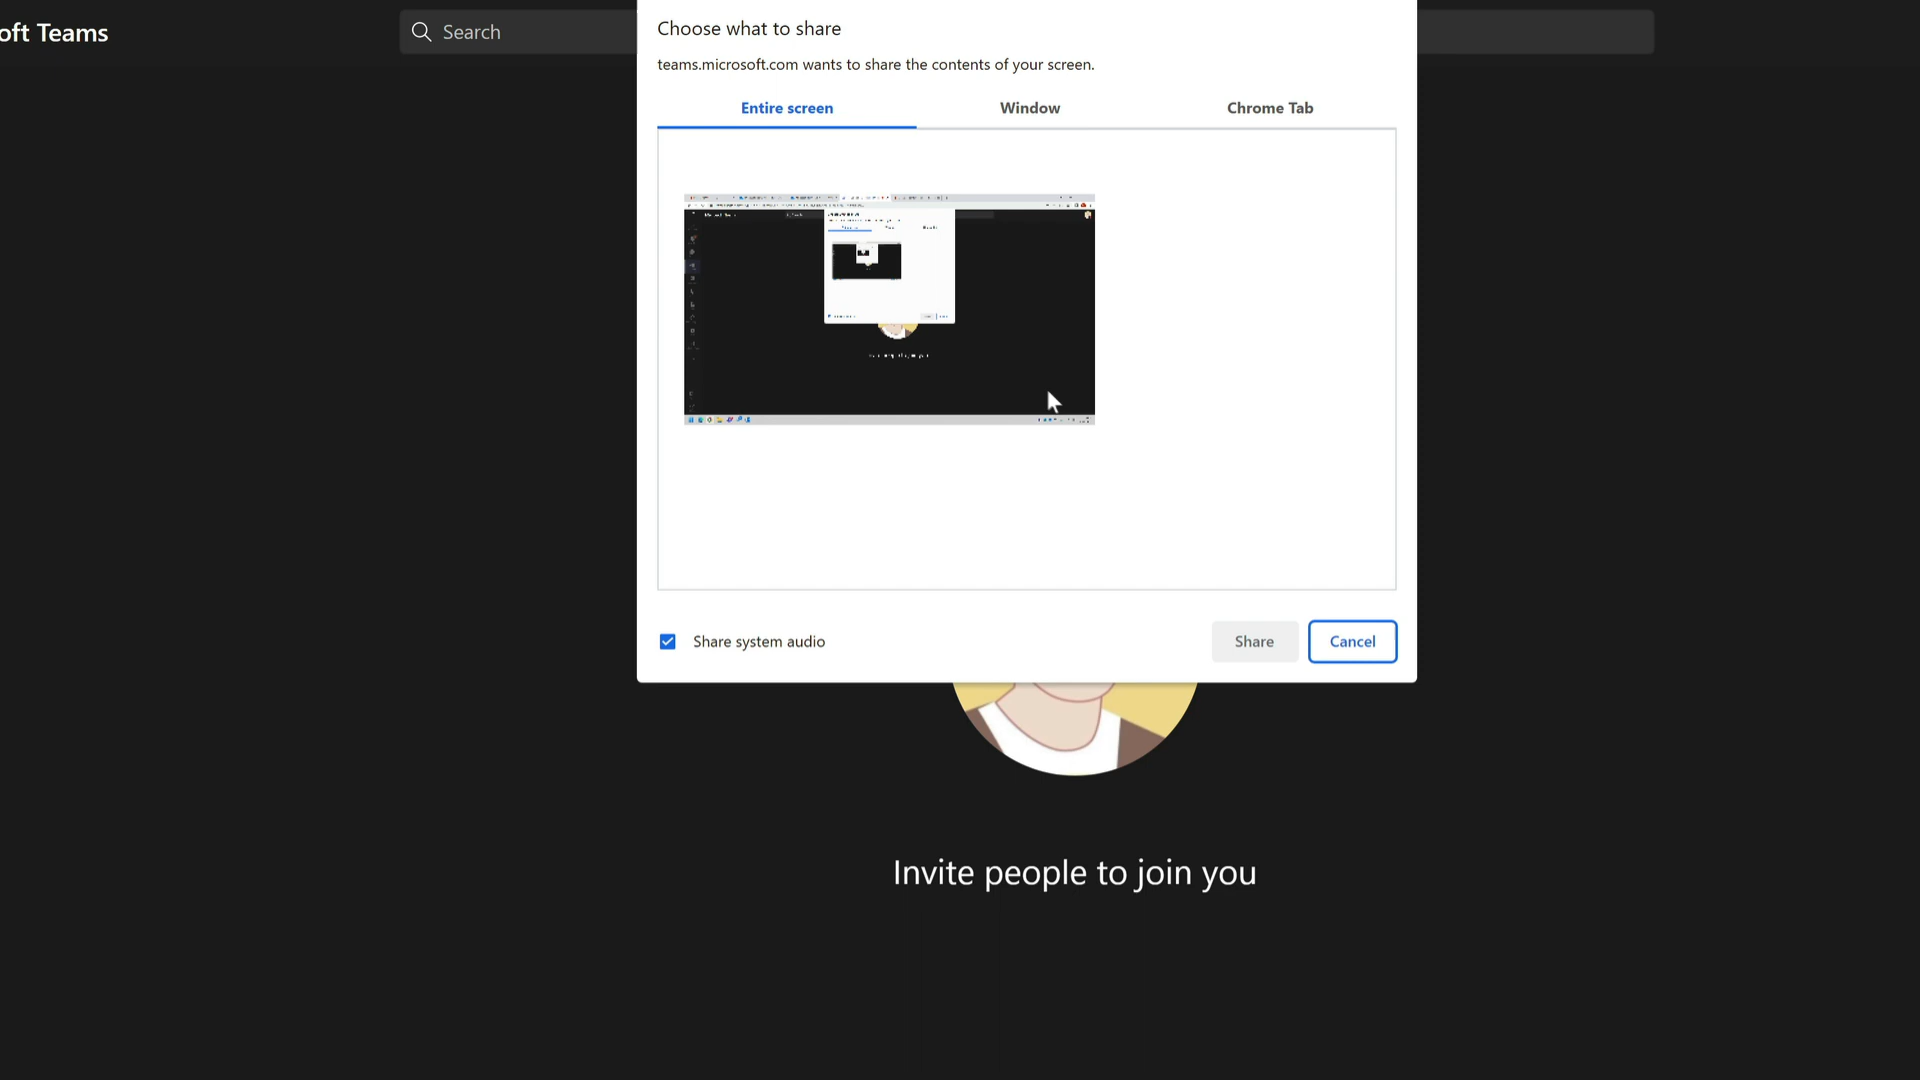 oft Teams
Search
Choose what to share
teams.microsoft.com wants to share the contents of your screen.
Entire screen
Window
Chrome Tab
Share system audio
Share
Cancel
Invite people to join you